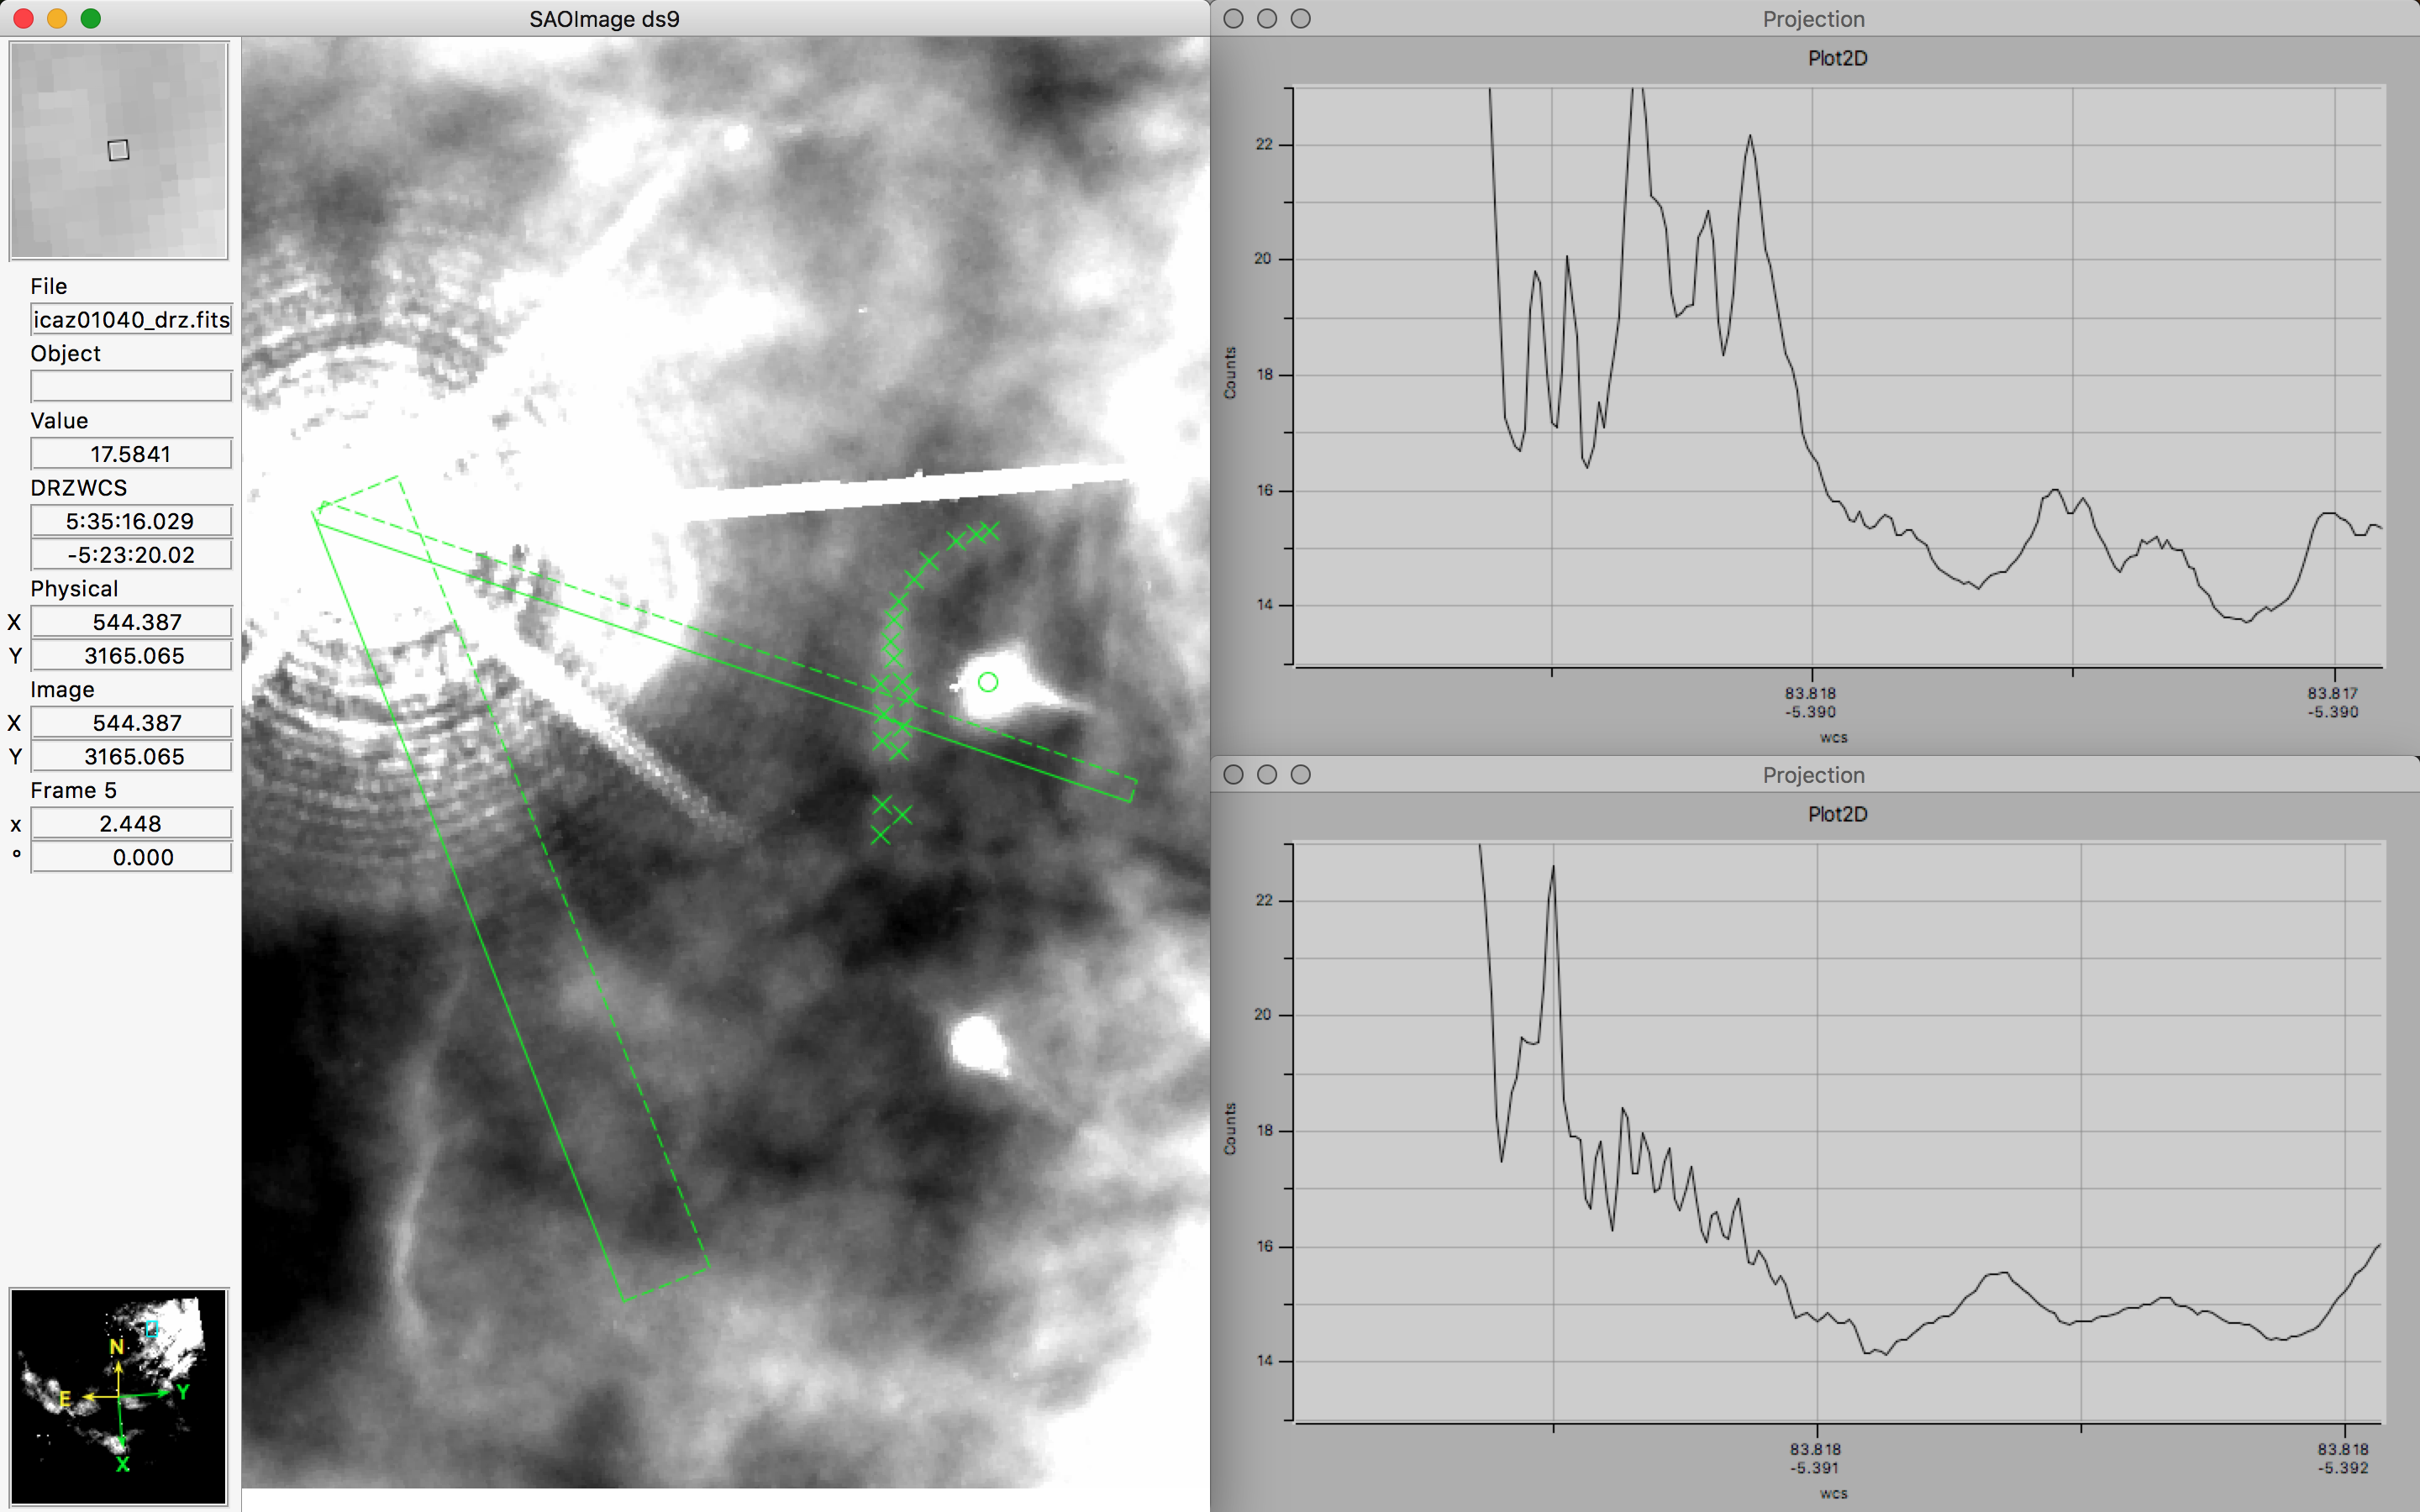 SAOImage ds9
File
icaz01040_drz.fits
Object
Value
17.5841
DRZWCS
5:35:16.029
-5:23:20.02
Physical
X 544.387
Y 3165.065
Image
X 544.387
Y 3165.065
Frame 5
x 2.448
° 0.000
N
E
Y
X
Projection
Plot2D
Counts
22
20
18
16
14
83.818 83.817
-5.390 -5.390
wcs
Projection
Plot2D
Counts
22
20
18
16
14
83.818 83.818
-5.391 -5.392
wcs